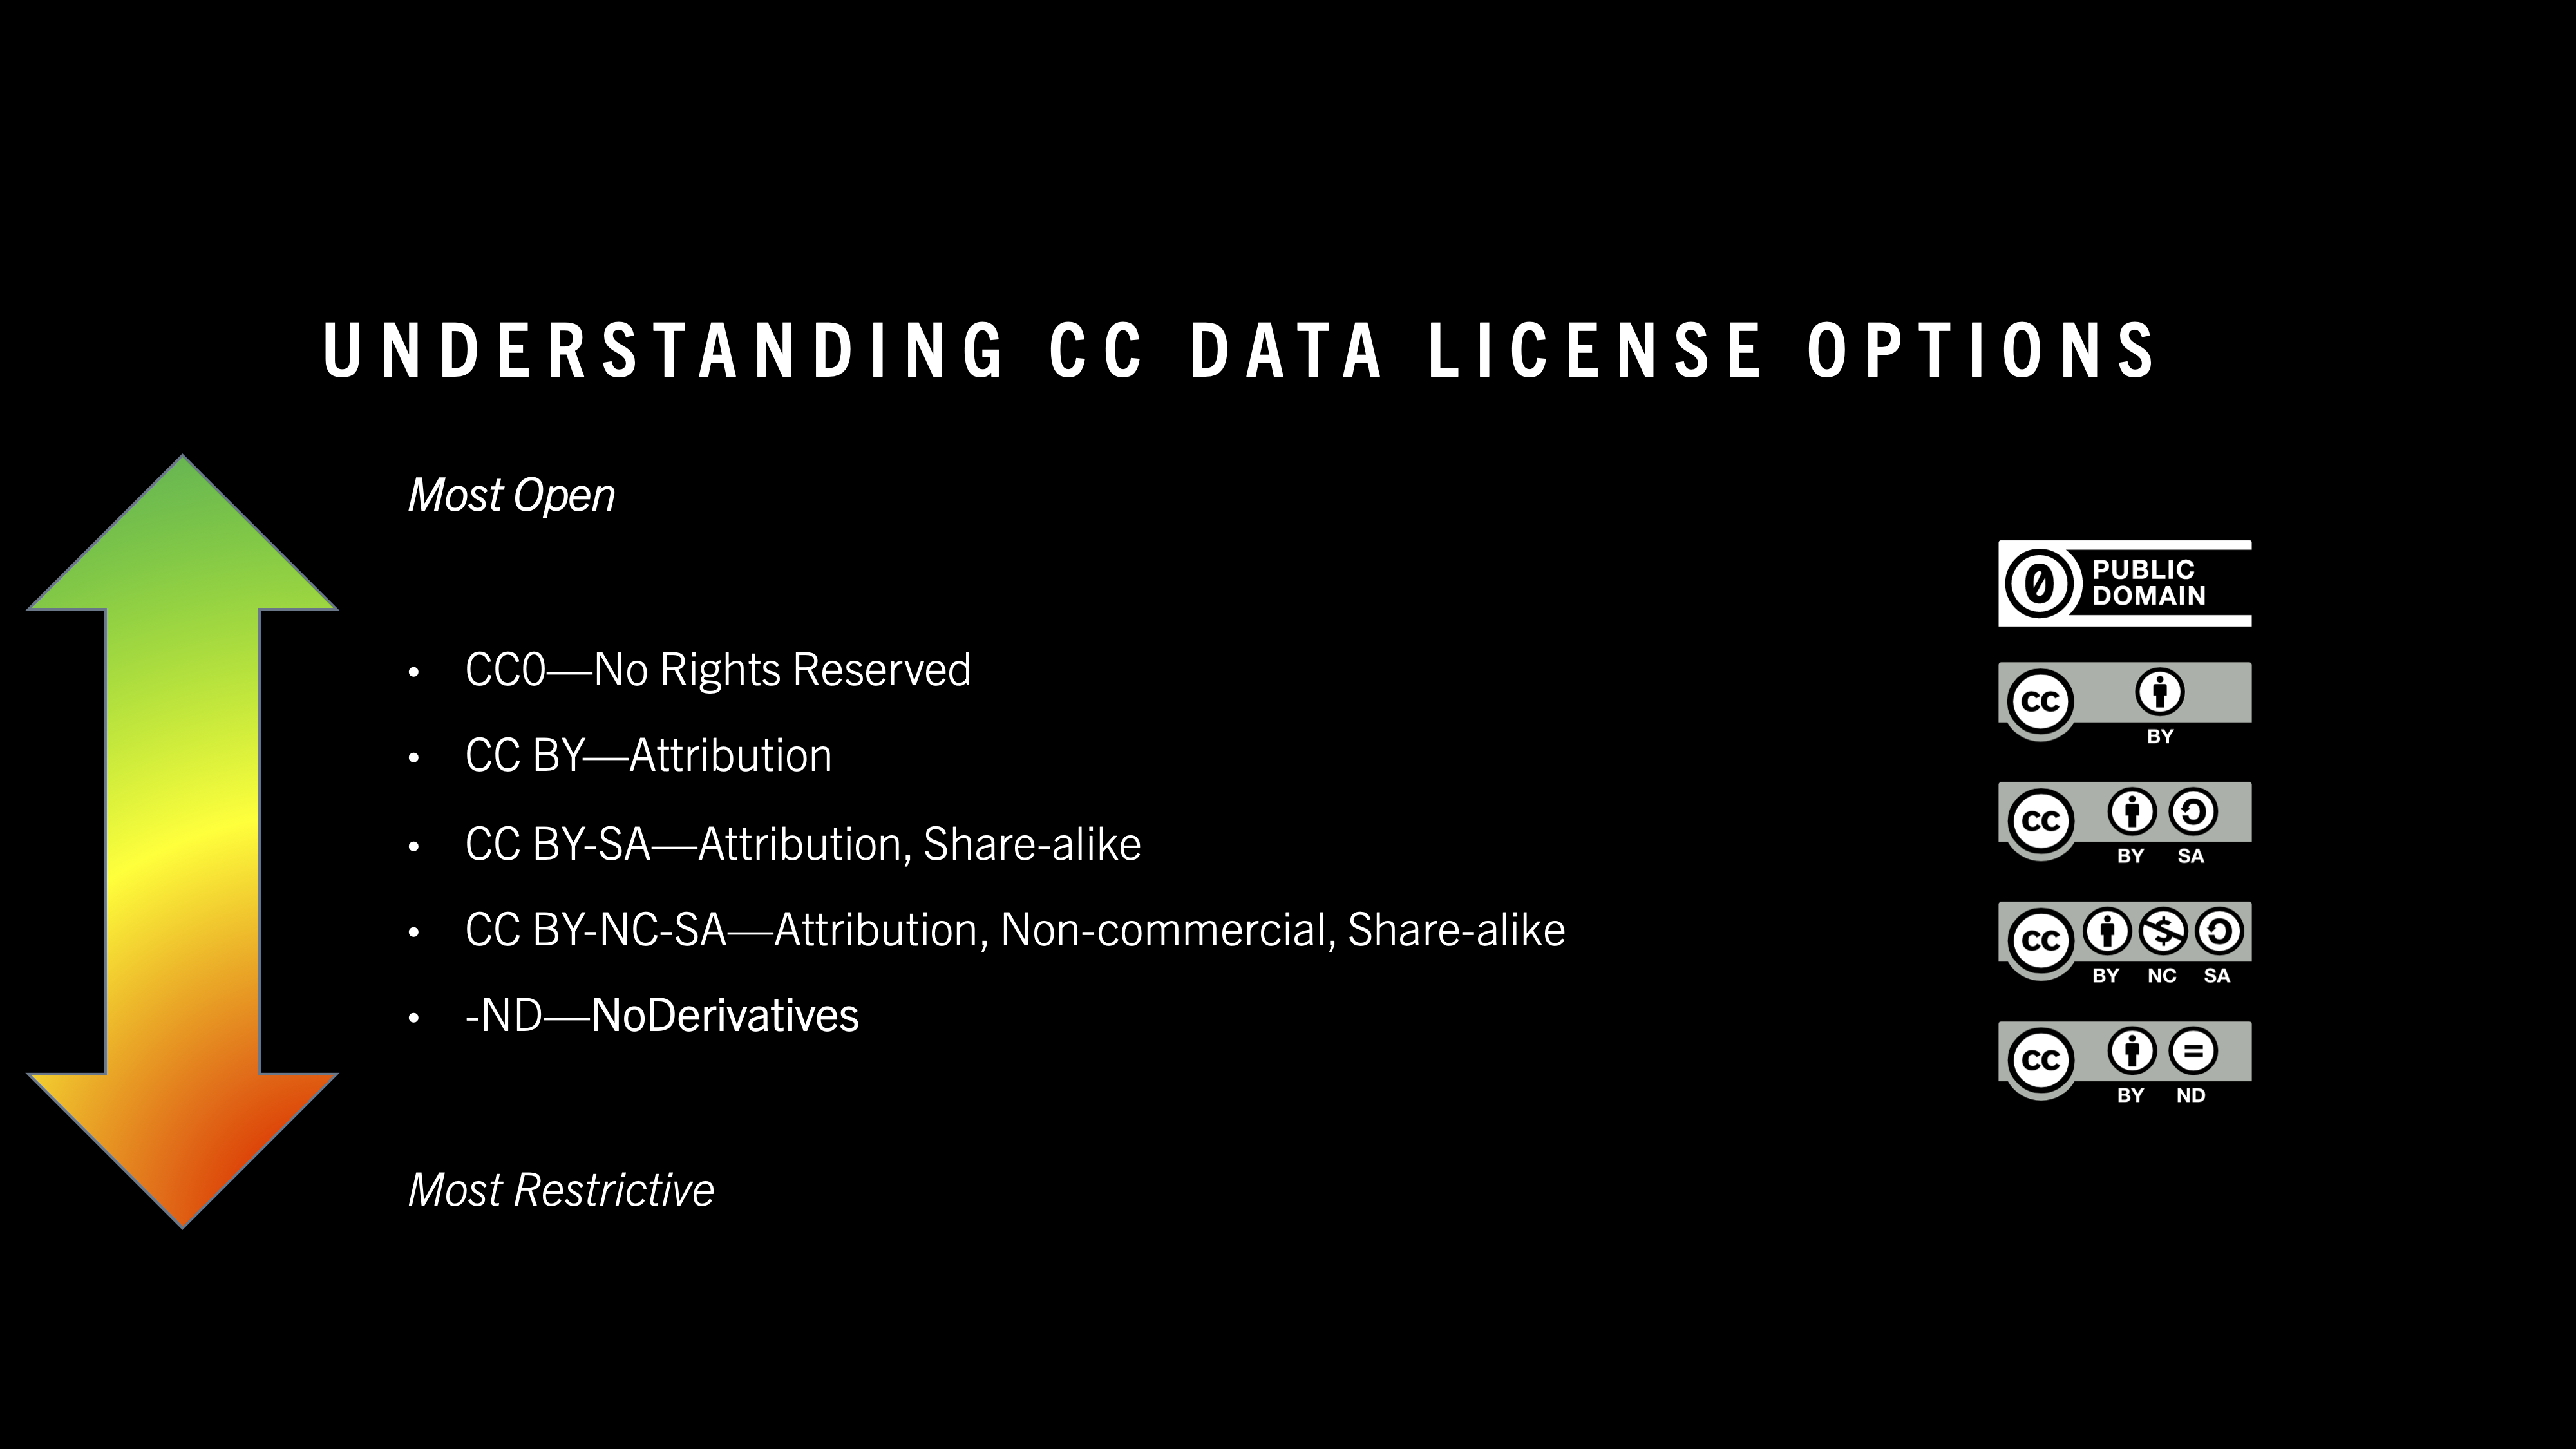 UNDERSTANDING CC DATA LICENSE OPTIONS
Most Open
• CC0—No Rights Reserved
• CC BY—Attribution
• CC BY-SA—Attribution, Share-alike
• CC BY-NC-SA—Attribution, Non-commercial, Share-alike
• -ND—NoDerivatives
Most Restrictive
0 PUBLIC
DOMAIN
cc
BY
cc
BY SA
cc $
BY NC SA
cc =
BY ND